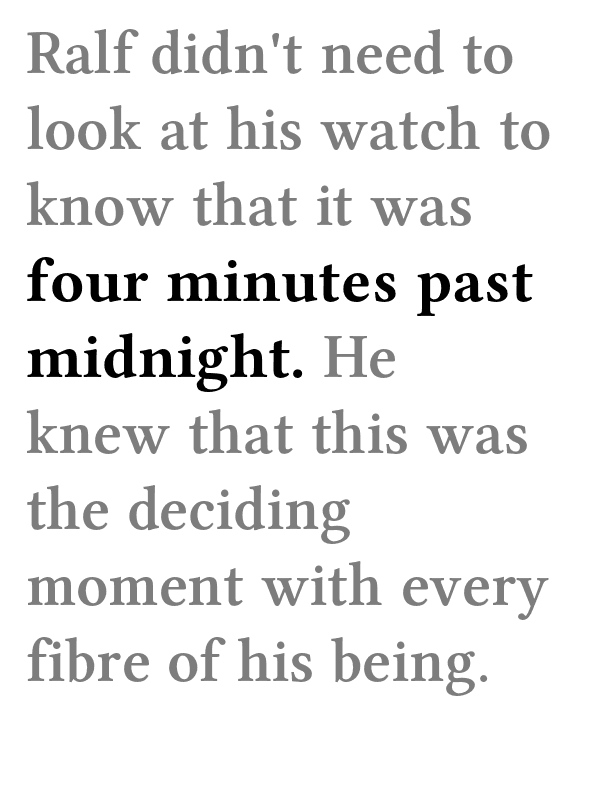 Ralf didn't need to
look at his watch to
know that it was
four minutes past
midnight. He
knew that this was
the deciding
moment with every
fibre of his being.